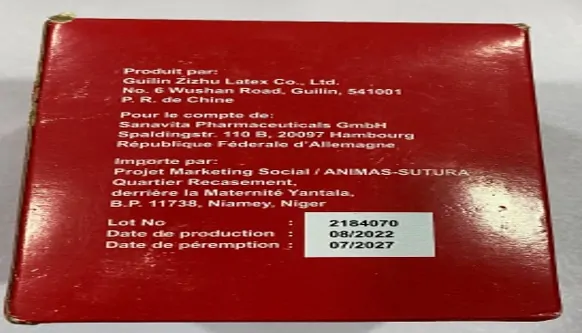 Produit par:
Guilin Zizhu Latex Co., Ltd.
No. 6 Wushan Road, Guilin, 541001
P. R. de Chine
Pour le compte de:
Sanavita Pharmaceuticals GmbH
Spaldingstr. 110 B, 20097 Hambourg
République Féderale d'Allemagne
Importe par:
Projet Marketing Social / ANIMAS-SUTURA
Quartier Recasement,
derrière la Maternité Yantala,
B.P. 11738, Niamey, Niger
Lot No : 2184070
Date de production : 08/2022
Date de péremption : 07/2027